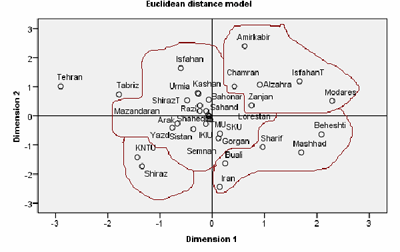 Euclidean distance model
Amirkabir
Isfahan
Tehran
Tabriz
Urmia
Kashan
Chamran
Alzahra
IsfahanT
ShirazT
Bahonar
Zanjan
Modares
Mazandaran
Razi
Sahand
Arak
Shahed
Lorestan
Yazd
Sistan
IKIU
MU
SKU
Gorgan
Sharif
Beheshti
Semnan
Mashhad
KNTU
Buali
Shiraz
Iran
3
2
1
0
-1
-2
-3
-3
-2
-1
0
1
2
3
Dimension 2
Dimension 1